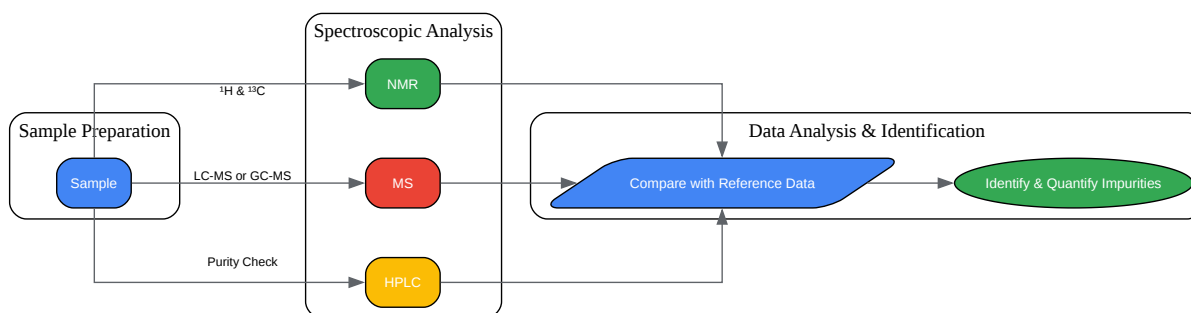 Spectroscopic Analysis
NMR
¹H & ¹³C
Sample Preparation
Data Analysis & Identification
Sample
LC-MS or GC-MS
MS
Compare with Reference Data
Identify & Quantify Impurities
Purity Check
HPLC